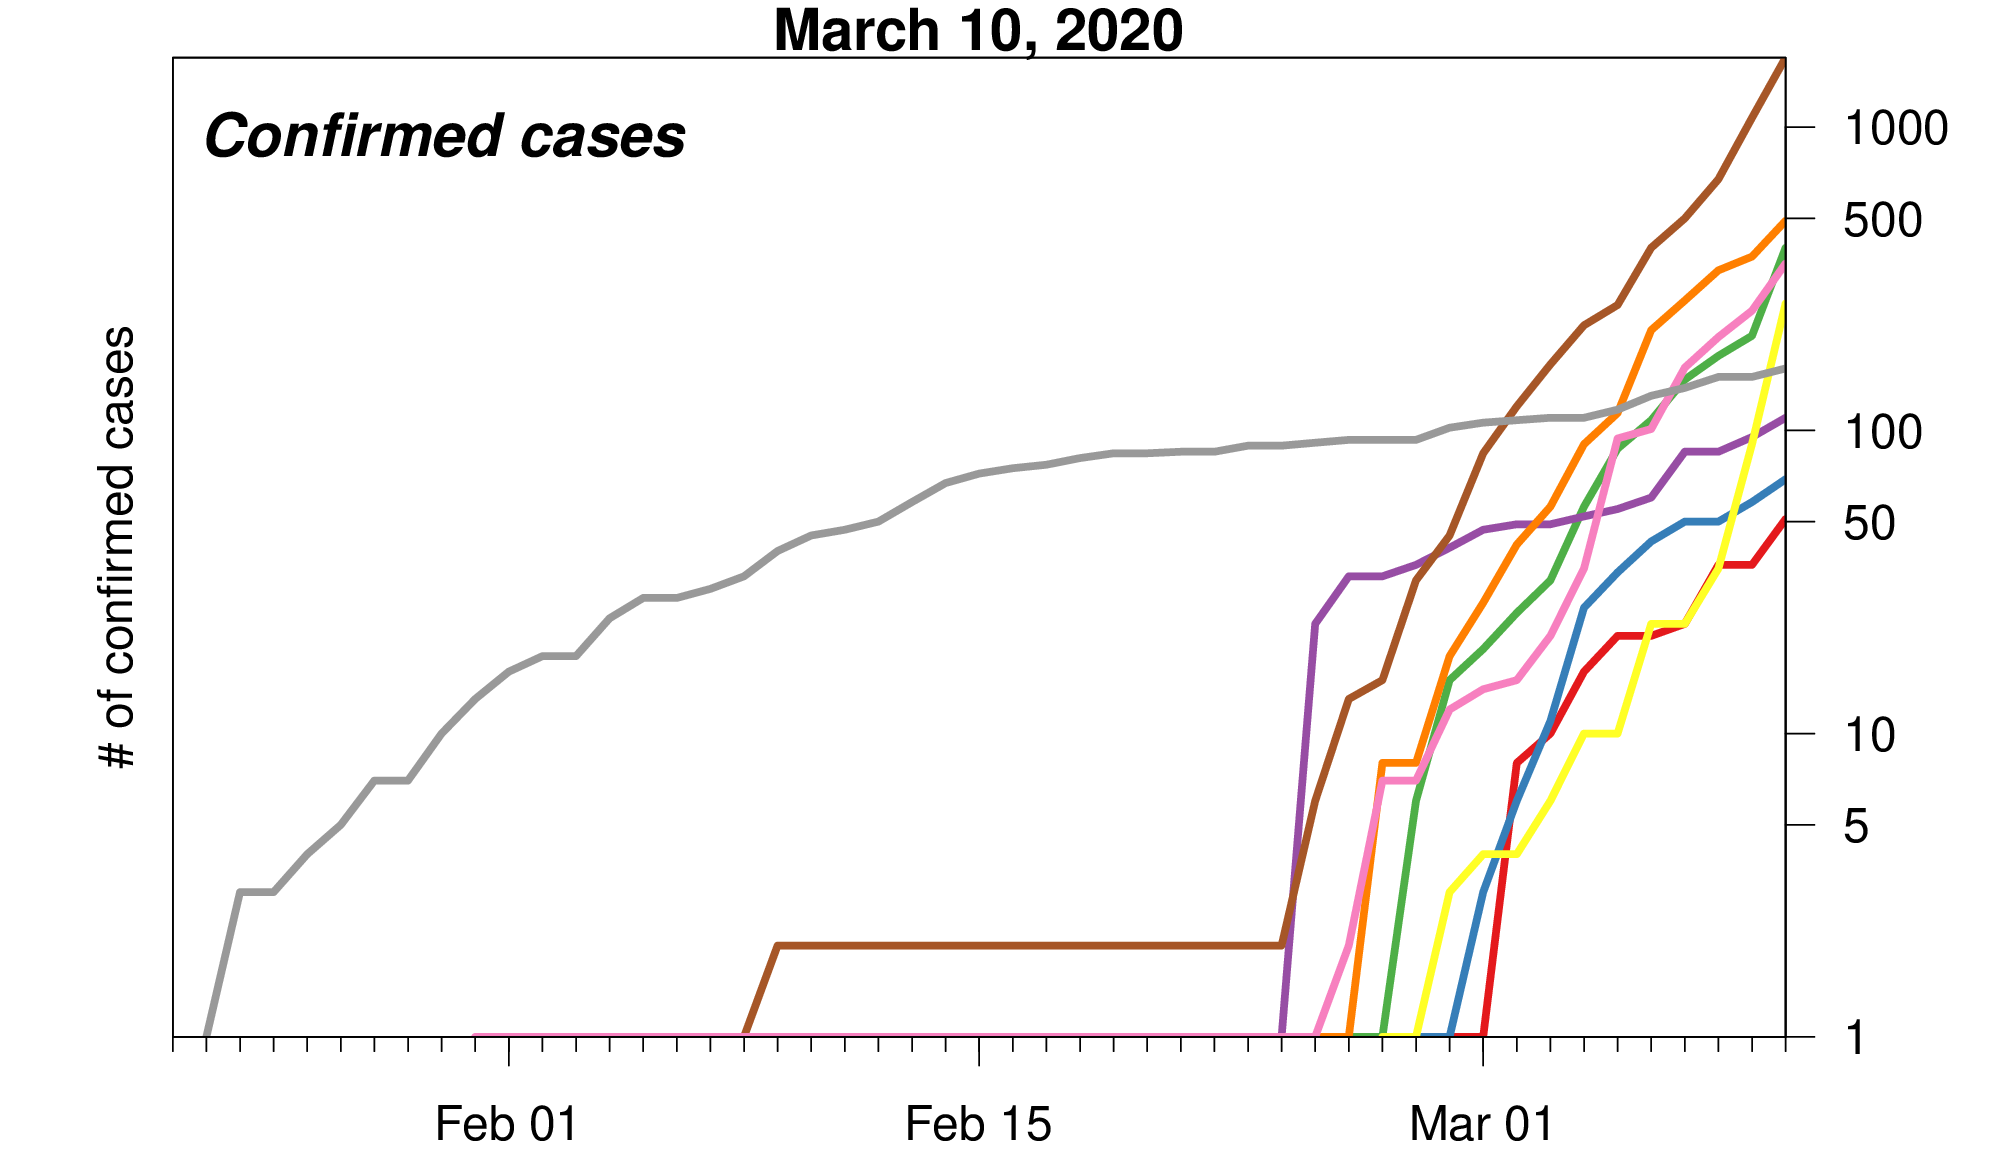 March 10, 2020
Confirmed cases
# of confirmed cases
1000
500
100
50
10
5
1
Feb 01
Feb 15
Mar 01